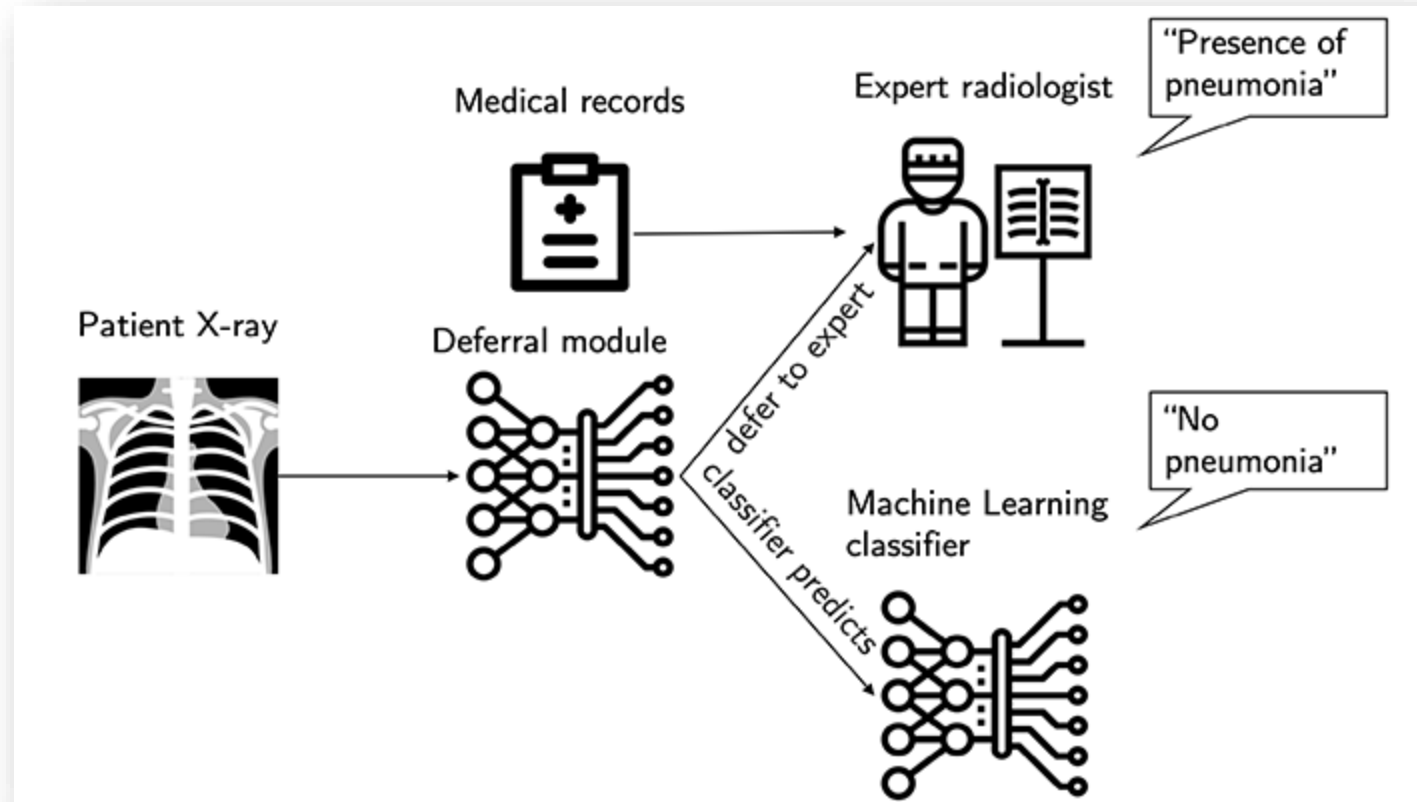 Medical records
Expert radiologist
“Presence of
pneumonia”
Patient X-ray
Deferral module
defer to expert
classifier predicts
Machine Learning
classifier
“No
pneumonia”